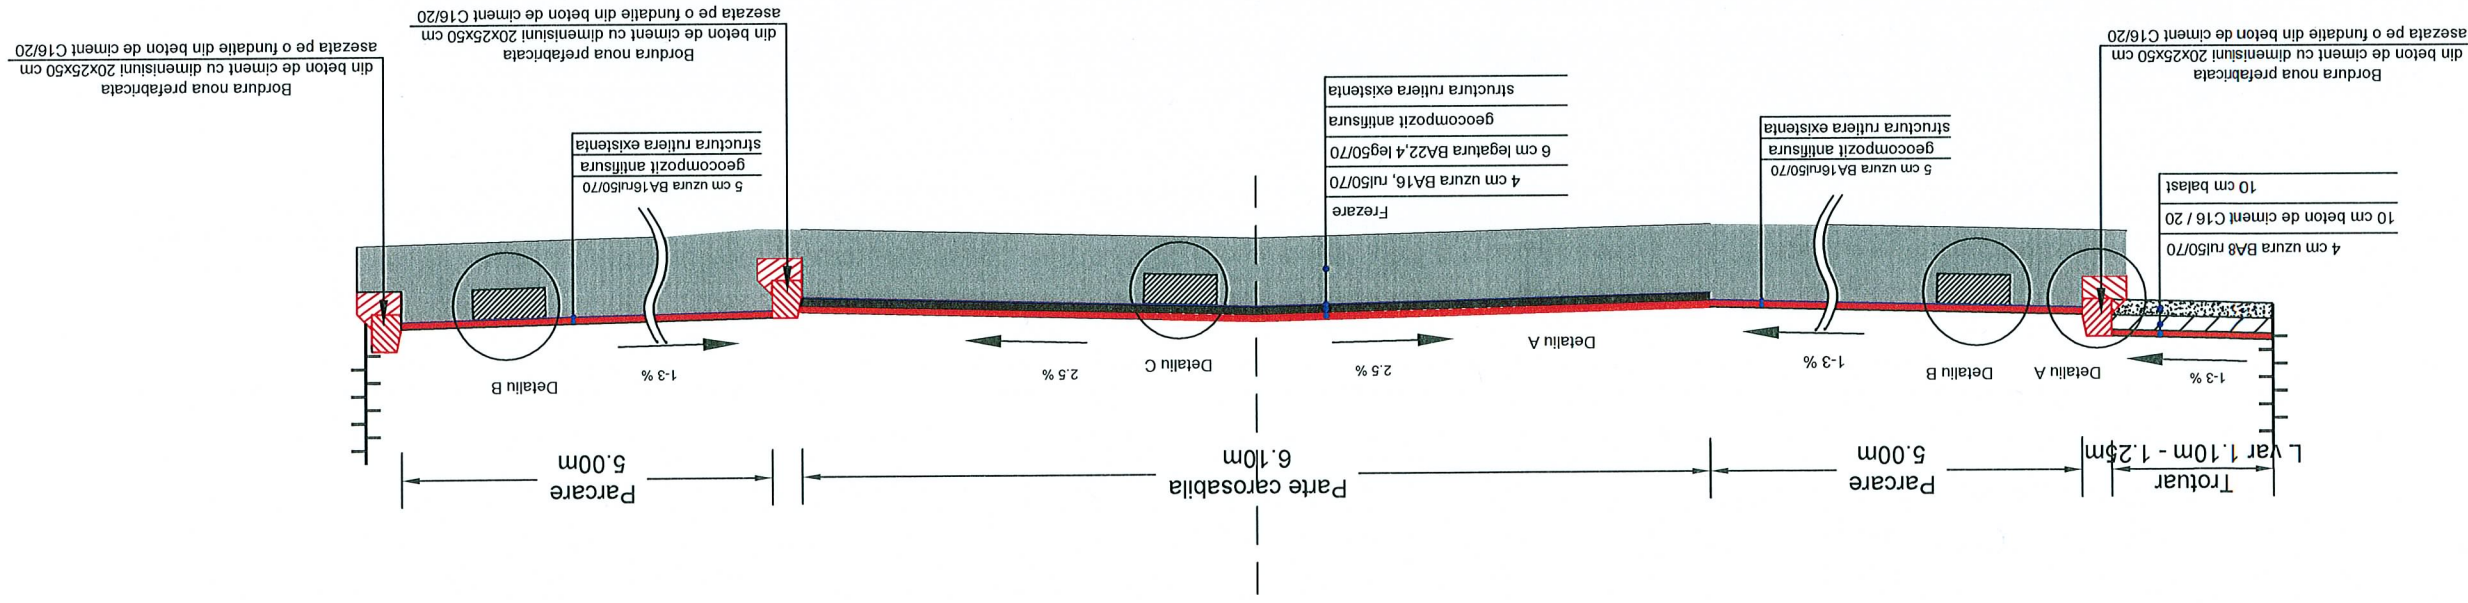 Trotuar
L var 1.10m - 1.25m
Parcare
5.00m
Parte carosabila
6.10m
Parcare
5.00m
1-3 %
Detaliu A
Detaliu B
1-3 %
Detaliu A
2.5 %
Detaliu C
2.5 %
1-3 %
Detaliu B
4 cm uzura BA8 rul50/70
10 cm beton de ciment C16 / 20
10 cm balast
5 cm uzura BA16rul50/70
geocompozit antifisura
structura rutiera existenta
Frezare
4 cm uzura BA16, rul50/70
6 cm legatura BA22,4 leg50/70
geocompozit antifisura
structura rutiera existenta
5 cm uzura BA16rul50/70
geocompozit antifisura
structura rutiera existenta
Bordura noua prefabricata
din beton de ciment cu dimenisiuni 20x25x50 cm
asezata pe o fundatie din beton de ciment C16/20
Bordura noua prefabricata
din beton de ciment cu dimenisiuni 20x25x50 cm
asezata pe o fundatie din beton de ciment C16/20
Bordura noua prefabricata
din beton de ciment cu dimenisiuni 20x25x50 cm
asezata pe o fundatie din beton de ciment C16/20